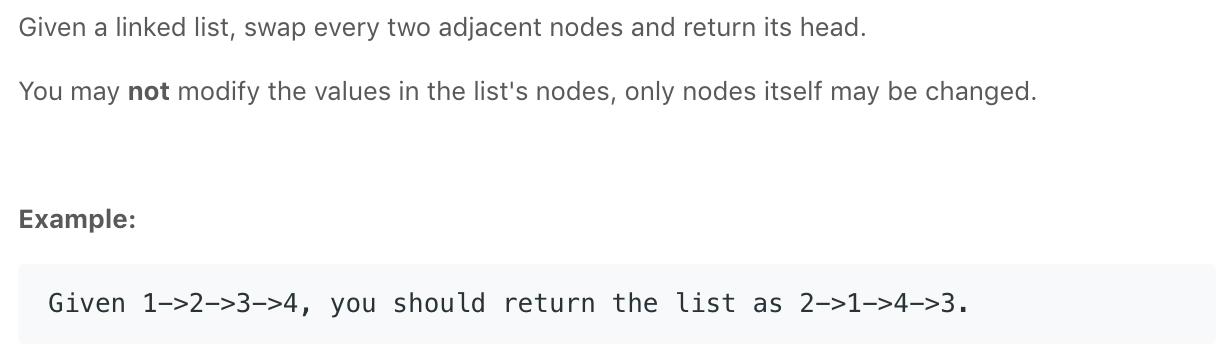 Given a linked list, swap every two adjacent nodes and return its head.
You may not modify the values in the list's nodes, only nodes itself may be changed.
Example:
Given 1->2->3->4, you should return the list as 2->1->4->3.